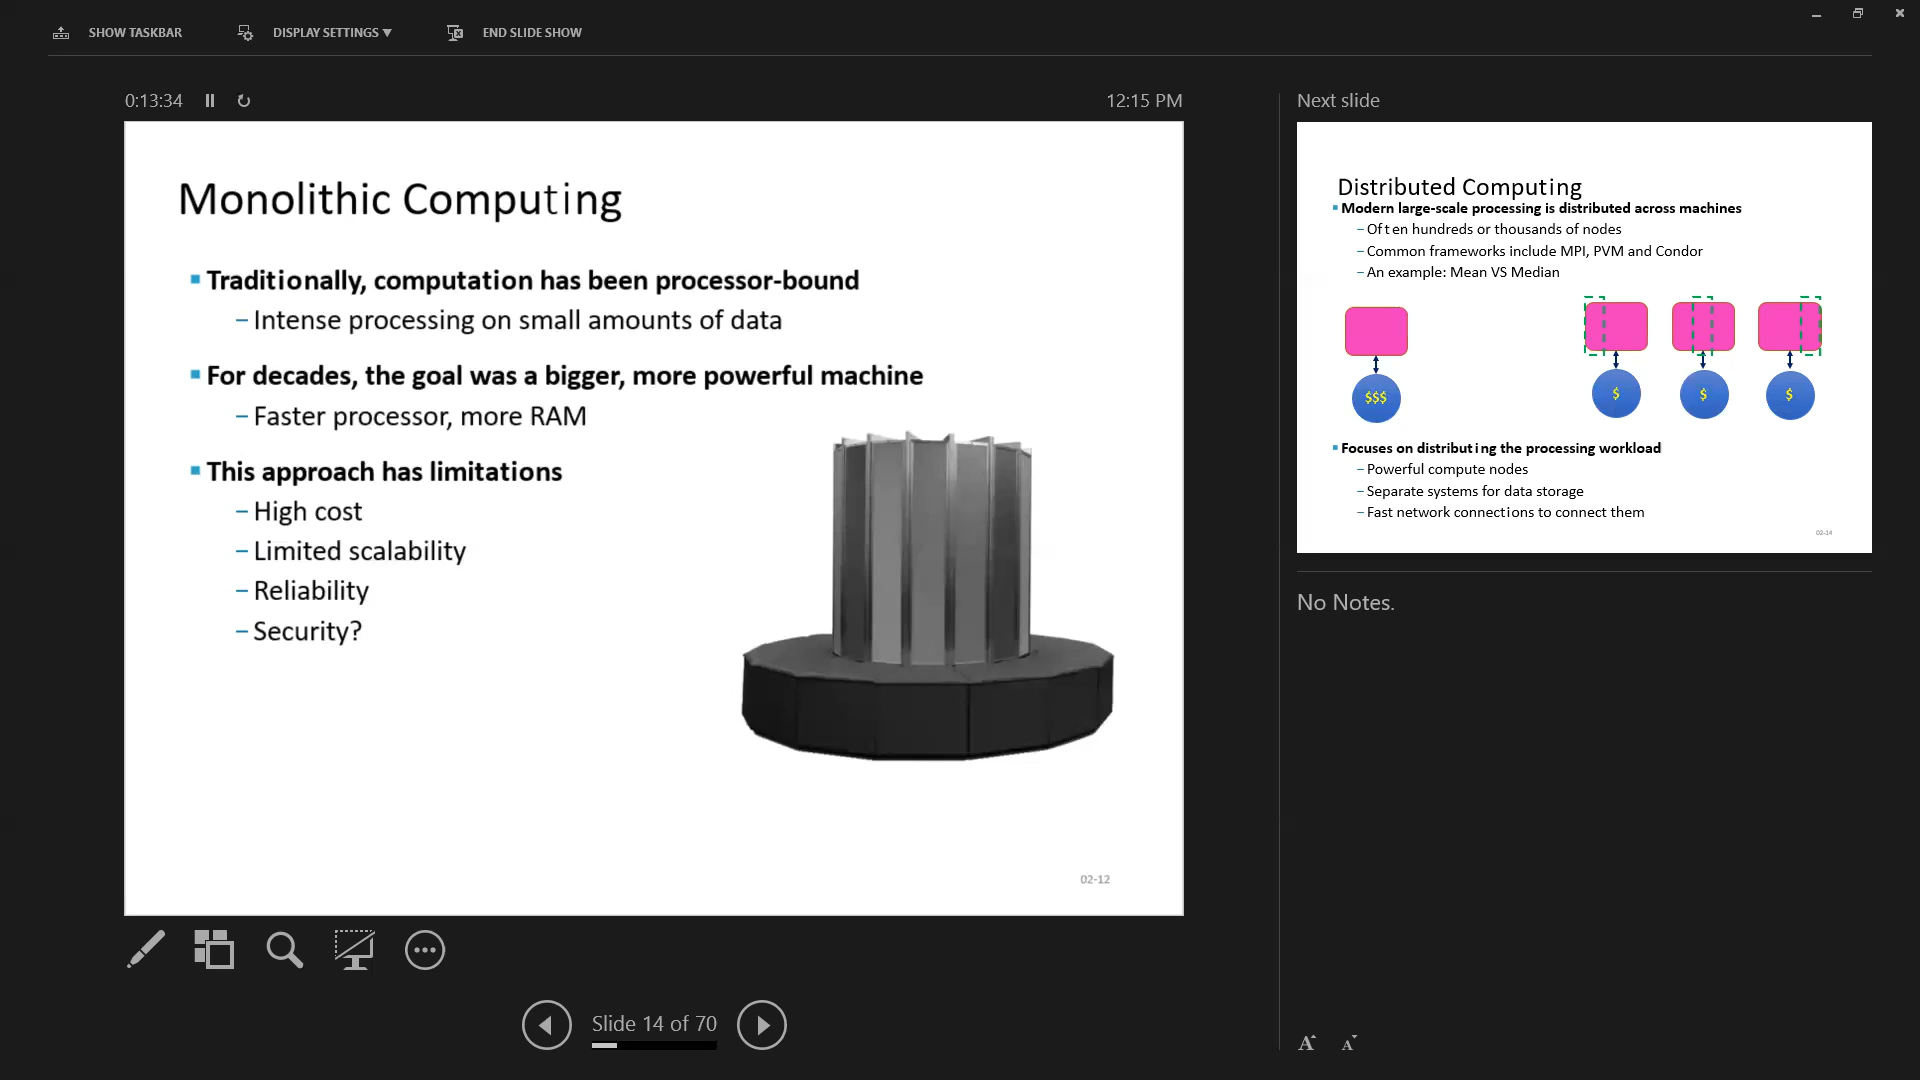 SHOW TASKBAR
DISPLAY SETTINGS ▼
END SLIDE SHOW
0:13:34
12:15 PM
Monolithic Computing
Traditionally, computation has been processor-bound
– Intense processing on small amounts of data
For decades, the goal was a bigger, more powerful machine
– Faster processor, more RAM
This approach has limitations
– High cost
– Limited scalability
– Reliability
– Security?
02-12
Slide 14 of 70
Next slide
Distributed Computing
Modern large-scale processing is distributed across machines
– Often hundreds or thousands of nodes
– Common frameworks include MPI, PVM and Condor
– An example: Mean VS Median
$$$
$
$
$
Focuses on distributing the processing workload
– Powerful compute nodes
– Separate systems for data storage
– Fast network connections to connect them
02-14
No Notes.
A
A